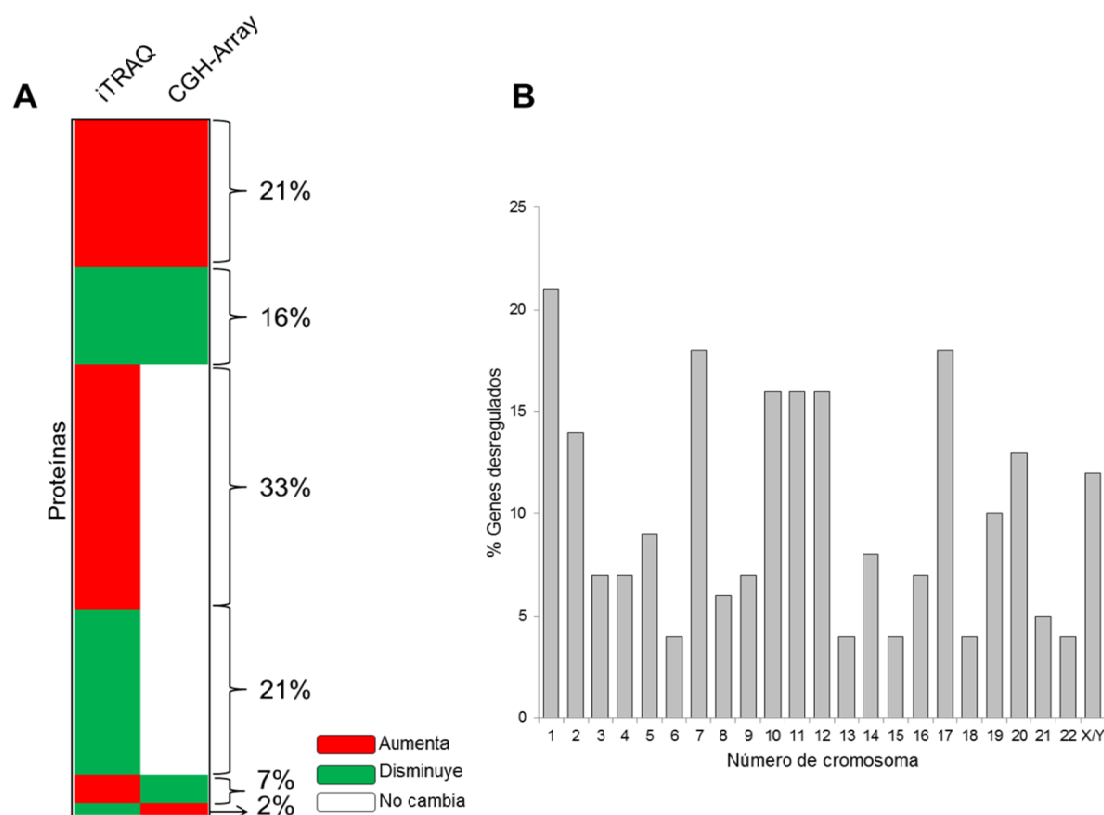 A
iTRAQ
CGH-Array
Proteínas
21%
16%
33%
21%
7%
2%
Aumenta
Disminuye
No cambia
B
% Genes desregulados
25
20
15
10
5
0
1 2 3 4 5 6 7 8 9 10 11 12 13 14 15 16 17 18 19 20 21 22 X/Y
Número de cromosoma